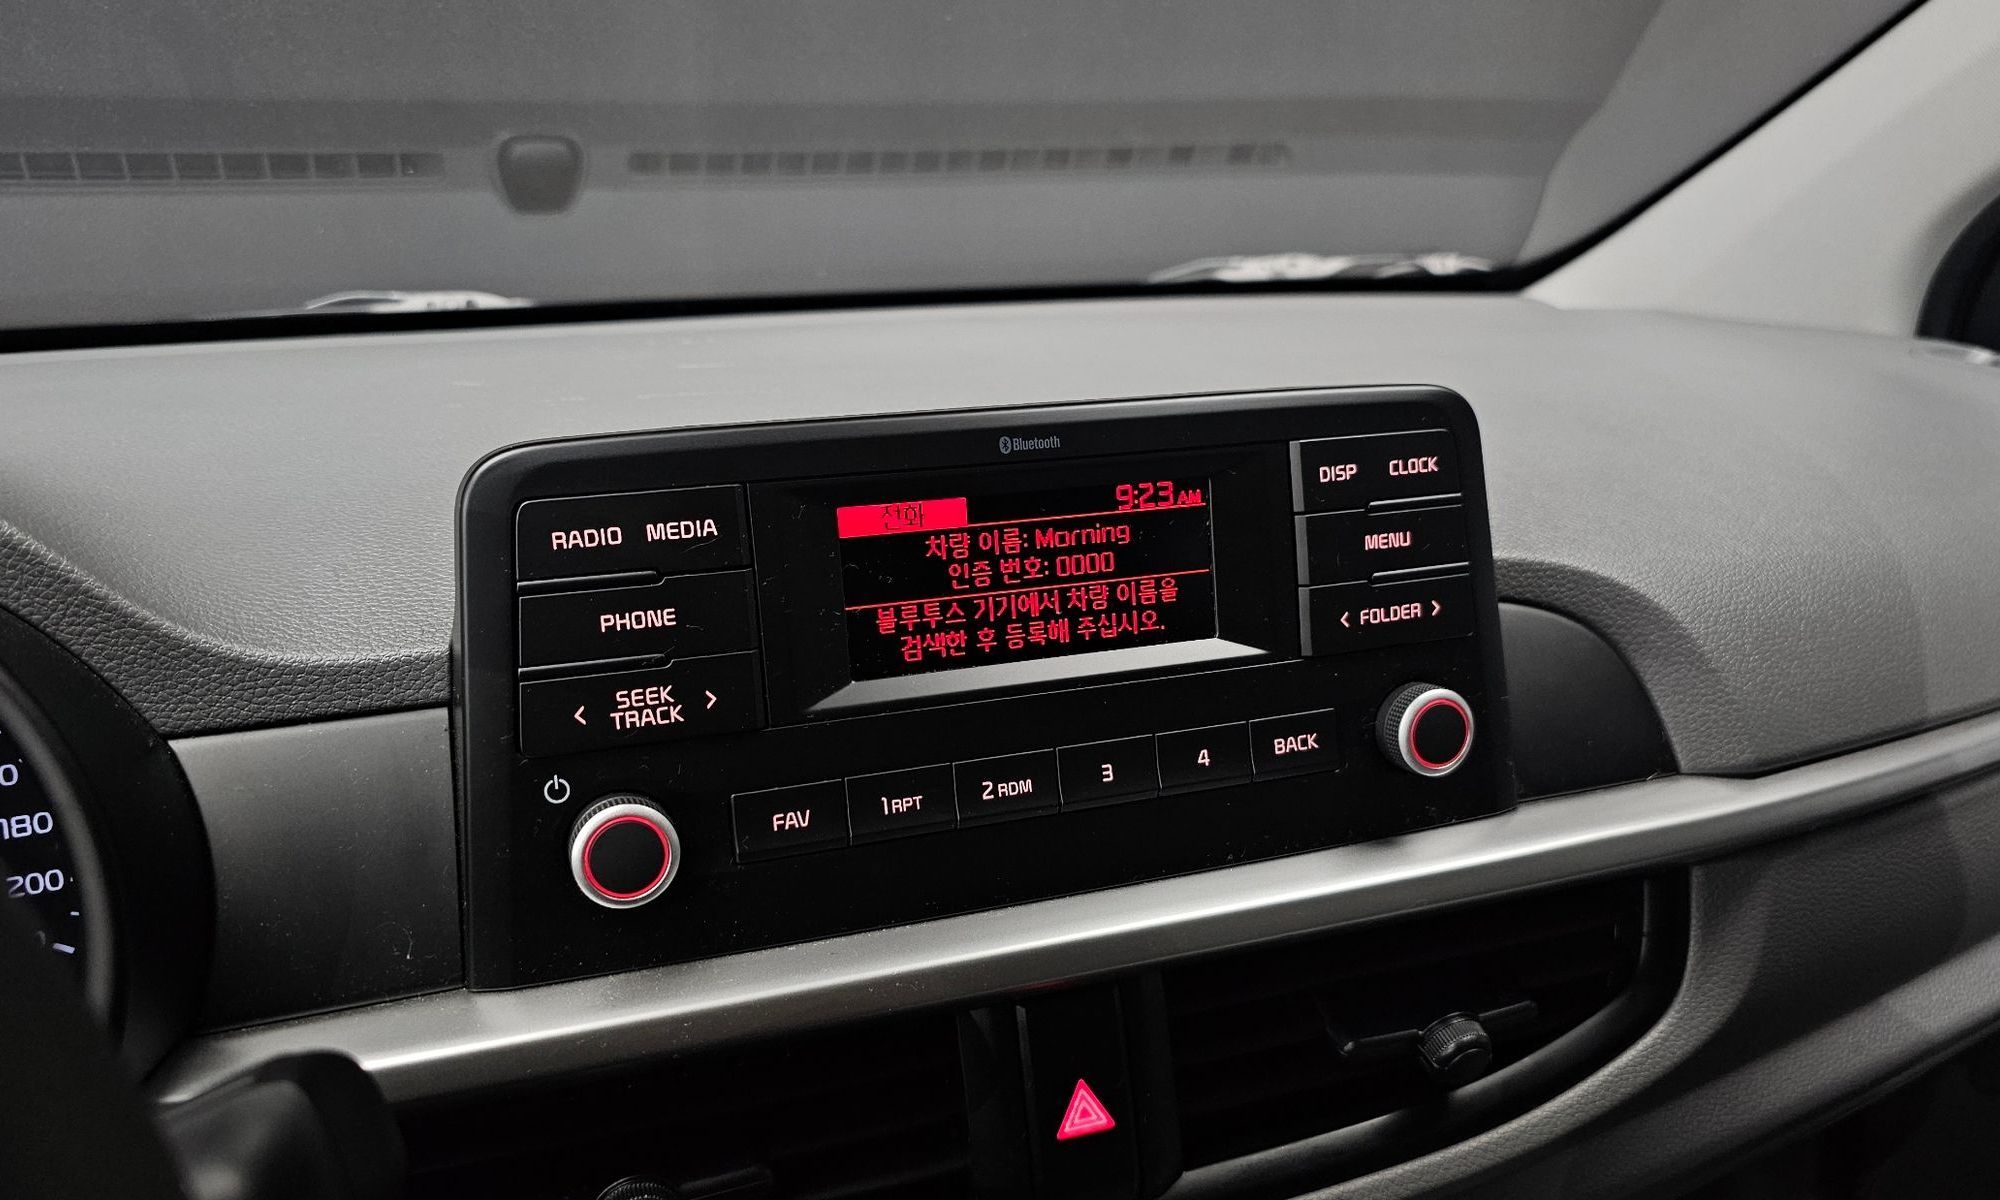 Bluetooth
RADIO MEDIA
PHONE
< SEEK TRACK >
전화
9:23 AM
차량 이름: Morning
인증 번호: 0000
블루투스 기기에서 차량 이름을
검색한 후 등록해 주십시오.
DISP CLOCK
MENU
< FOLDER >
FAV
1 RPT
2 RDM
3
4
BACK
180
200